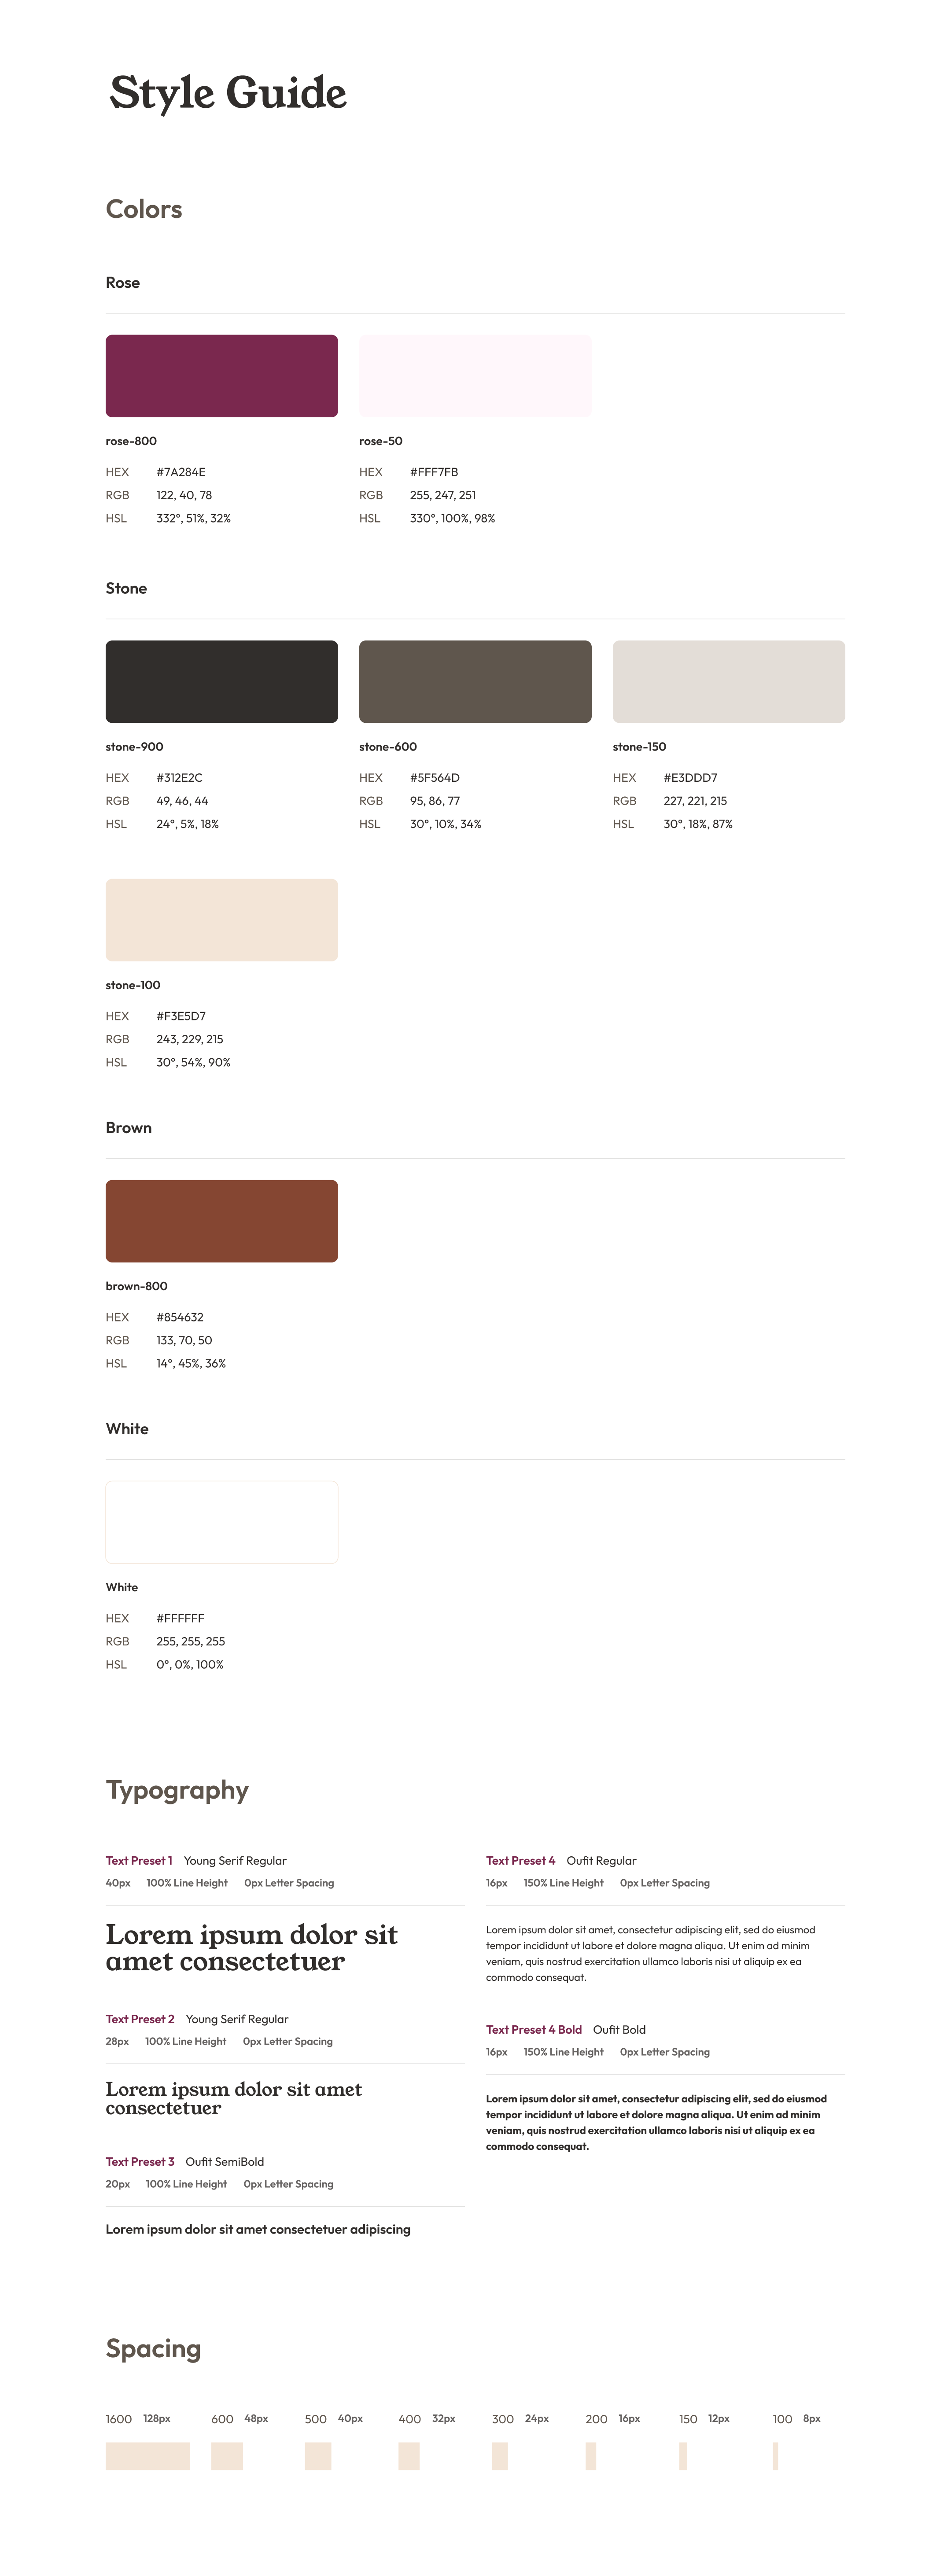 Style Guide
Colors
Rose
rose-800
HEX #7A284E
RGB 122, 40, 78
HSL 332°, 51%, 32%
rose-50
HEX #FFF7FB
RGB 255, 247, 251
HSL 330°, 100%, 98%
Stone
stone-900
HEX #312E2C
RGB 49, 46, 44
HSL 24°, 5%, 18%
stone-600
HEX #5F564D
RGB 95, 86, 77
HSL 30°, 10%, 34%
stone-150
HEX #E3DDD7
RGB 227, 221, 215
HSL 30°, 18%, 87%
stone-100
HEX #F3E5D7
RGB 243, 229, 215
HSL 30°, 54%, 90%
Brown
brown-800
HEX #854632
RGB 133, 70, 50
HSL 14°, 45%, 36%
White
White
HEX #FFFFFF
RGB 255, 255, 255
HSL 0°, 0%, 100%
Typography
Text Preset 1 Young Serif Regular
40px 100% Line Height 0px Letter Spacing
Lorem ipsum dolor sit
amet consectetuer
Text Preset 2 Young Serif Regular
28px 100% Line Height 0px Letter Spacing
Lorem ipsum dolor sit amet
consectetuer
Text Preset 3 Oufit SemiBold
20px 100% Line Height 0px Letter Spacing
Lorem ipsum dolor sit amet consectetuer adipiscing
Text Preset 4 Oufit Regular
16px 150% Line Height 0px Letter Spacing
Lorem ipsum dolor sit amet, consectetur adipiscing elit, sed do eiusmod
tempor incididunt ut labore et dolore magna aliqua. Ut enim ad minim
veniam, quis nostrud exercitation ullamco laboris nisi ut aliquip ex ea
commodo consequat.
Text Preset 4 Bold Oufit Bold
16px 150% Line Height 0px Letter Spacing
Lorem ipsum dolor sit amet, consectetur adipiscing elit, sed do eiusmod
tempor incididunt ut labore et dolore magna aliqua. Ut enim ad minim
veniam, quis nostrud exercitation ullamco laboris nisi ut aliquip ex ea
commodo consequat.
Spacing
1600 128px 600 48px 500 40px 400 32px 300 24px 200 16px 150 12px 100 8px